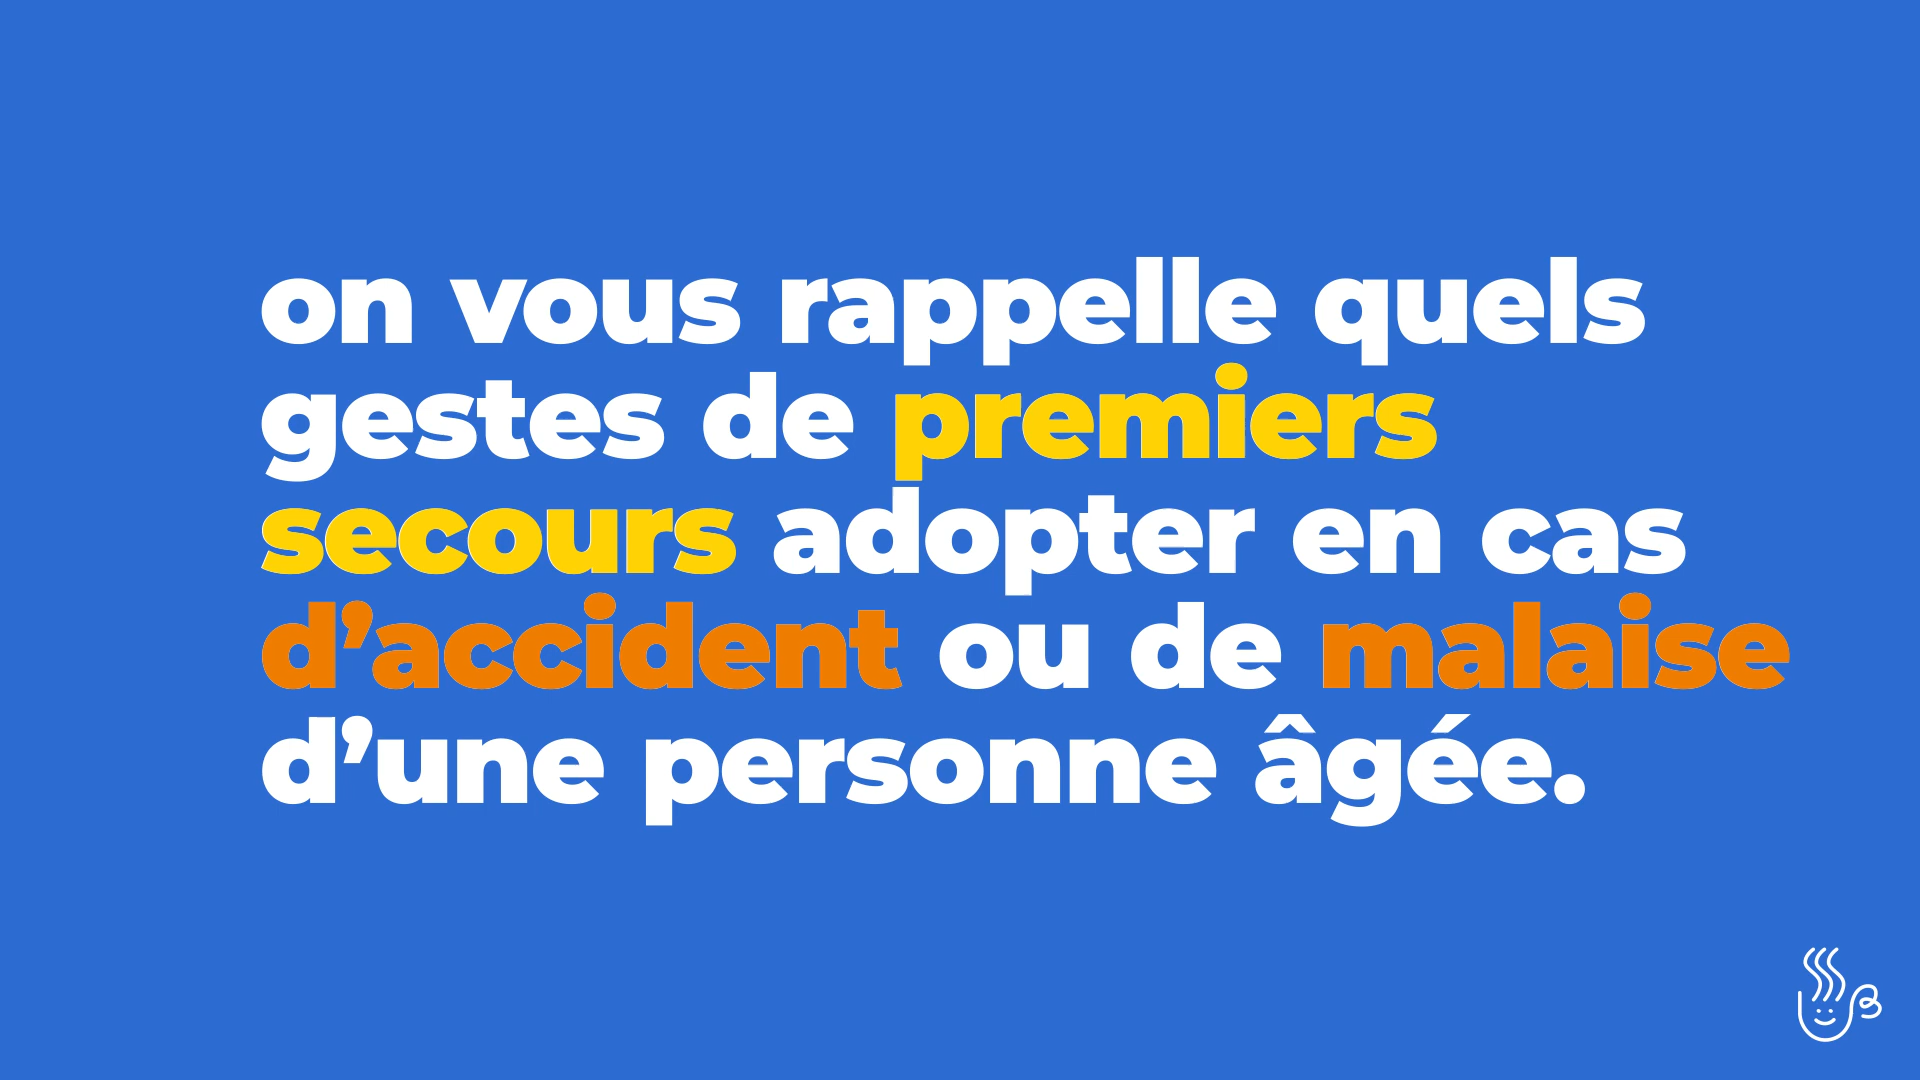 on vous rappelle quels
gestes de premiers
secours adopter en cas
d’accident ou de malaise
d’une personne âgée.